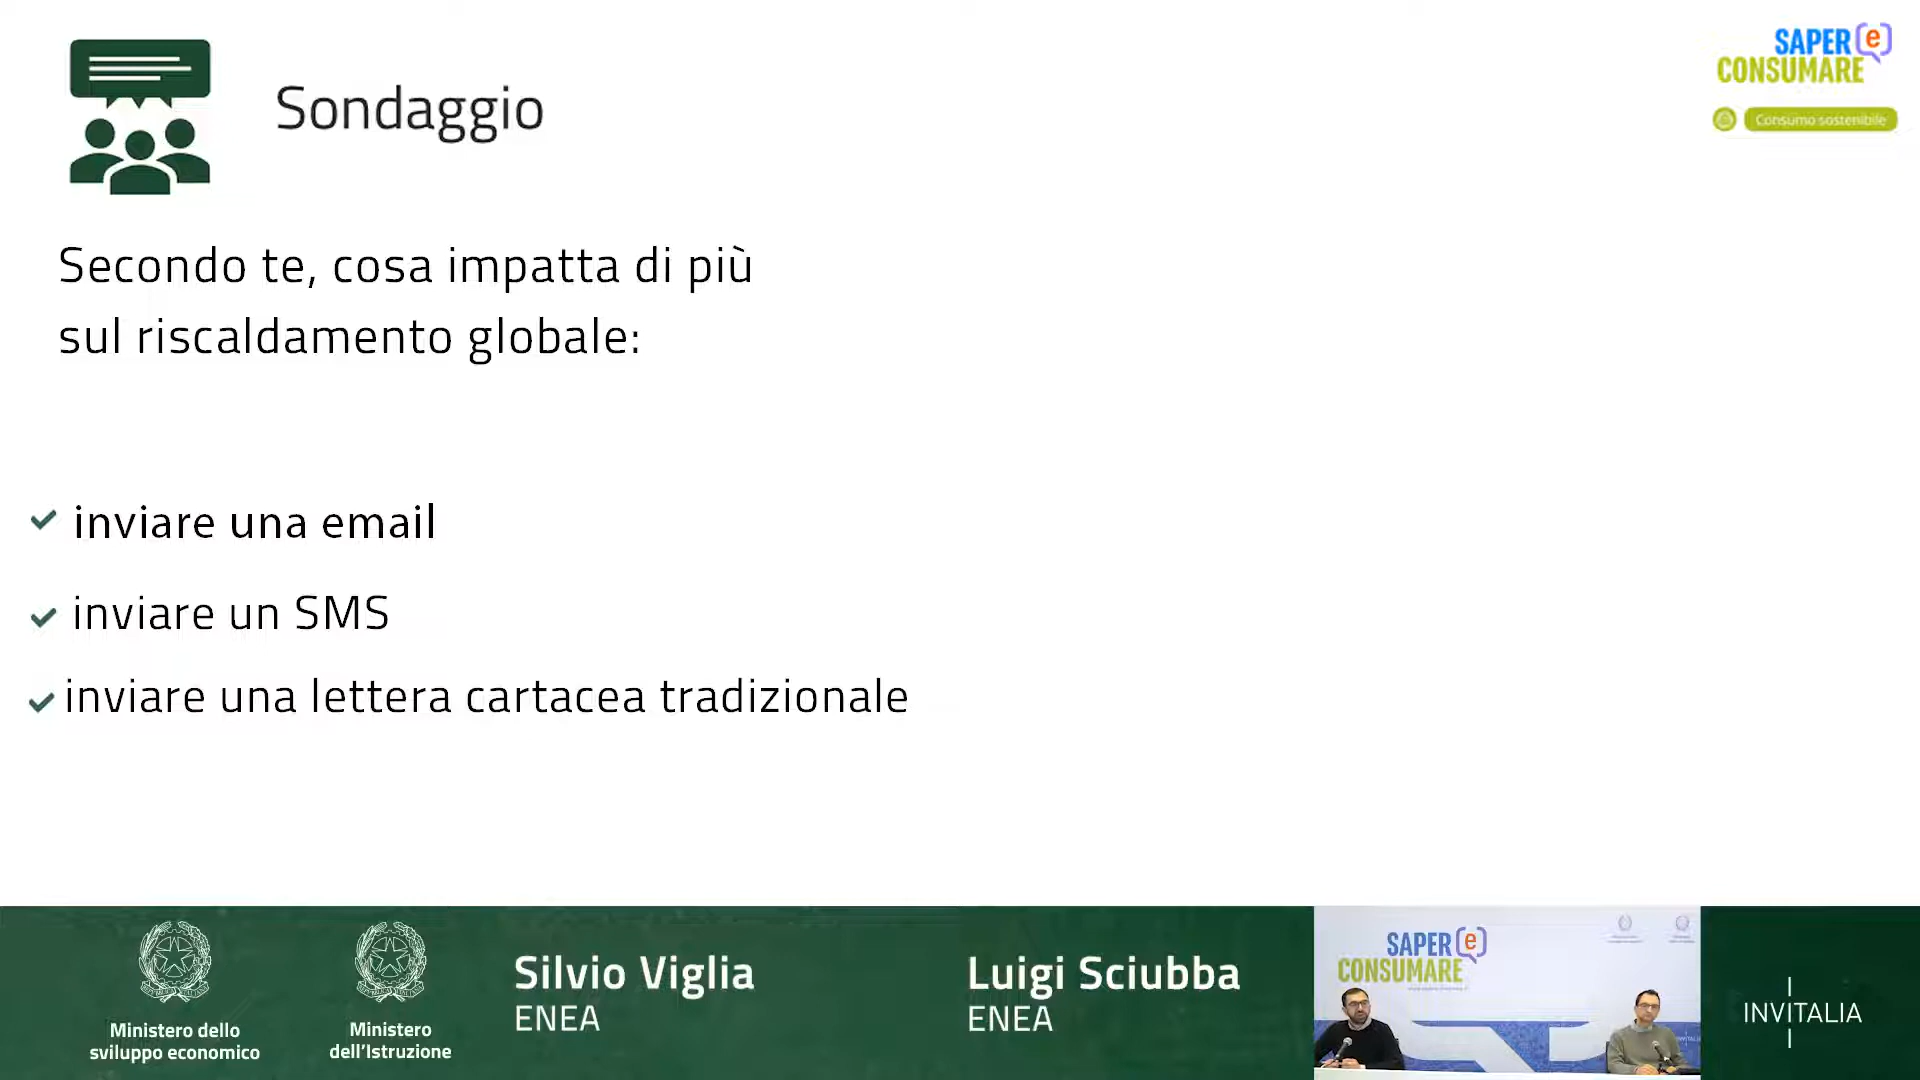 Sondaggio
SAPER e
CONSUMARE
Consumo sostenibile
Secondo te, cosa impatta di più
sul riscaldamento globale:
inviare una email
inviare un SMS
inviare una lettera cartacea tradizionale
Ministero dello
sviluppo economico
Ministero
dell'Istruzione
Silvio Viglia
ENEA
Luigi Sciubba
ENEA
SAPER e
CONSUMARE
INVITALIA